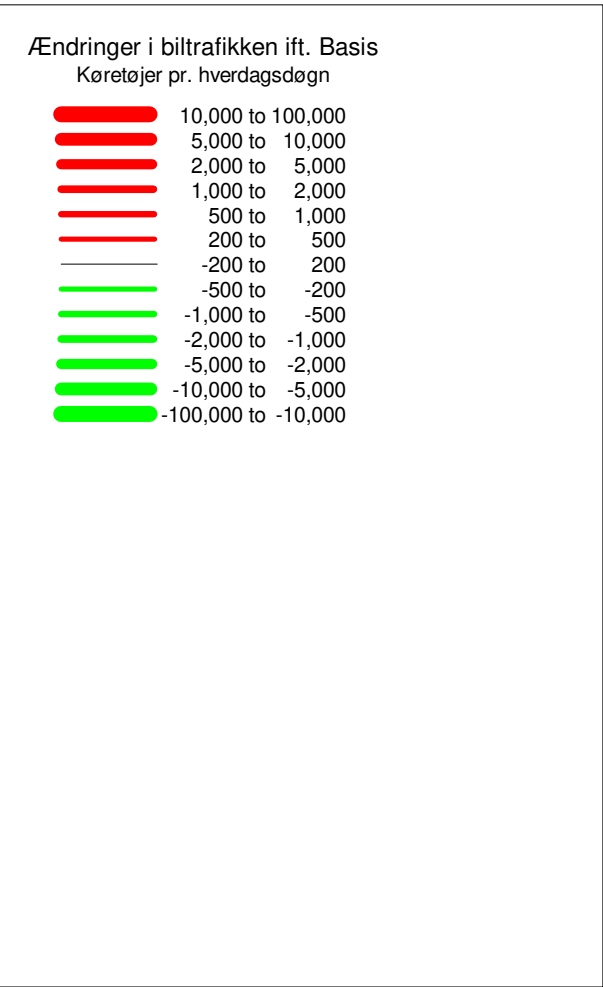 Ændringer i biltrafikken ift. Basis
Køretøjer pr. hverdagsdøgn
10,000 to 100,000
5,000 to 10,000
2,000 to 5,000
1,000 to 2,000
500 to 1,000
200 to 500
-200 to 200
-500 to -200
-1,000 to -500
-2,000 to -1,000
-5,000 to -2,000
-10,000 to -5,000
-100,000 to -10,000